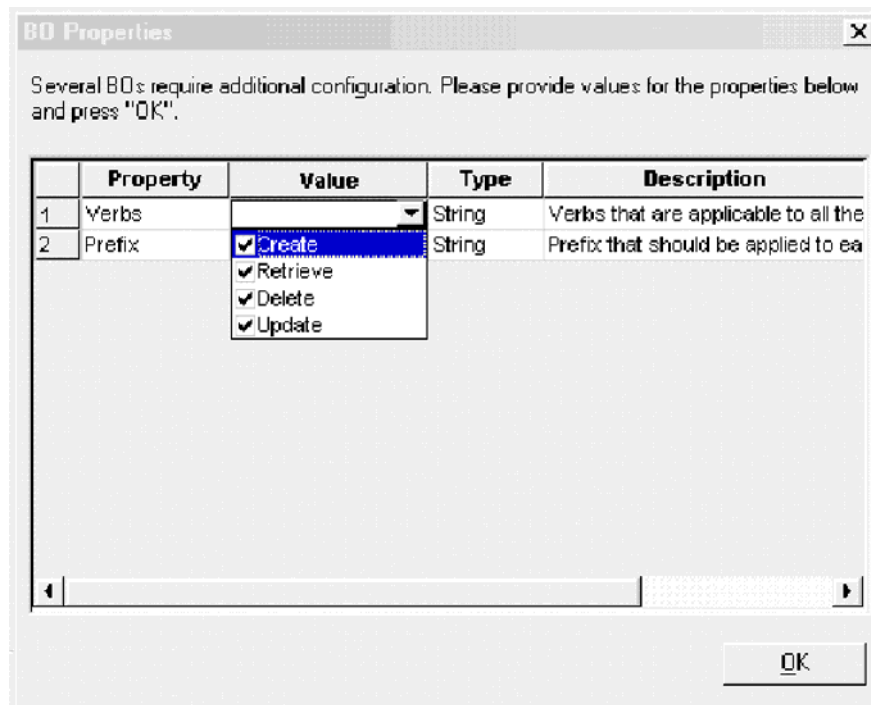 BO Properties
Several BOs require additional configuration. Please provide values for the properties below
and press "OK".
Property Value Type Description
1 Verbs String Verbs that are applicable to all the
2 Prefix String Prefix that should be applied to ea
Create
Retrieve
Delete
Update
OK